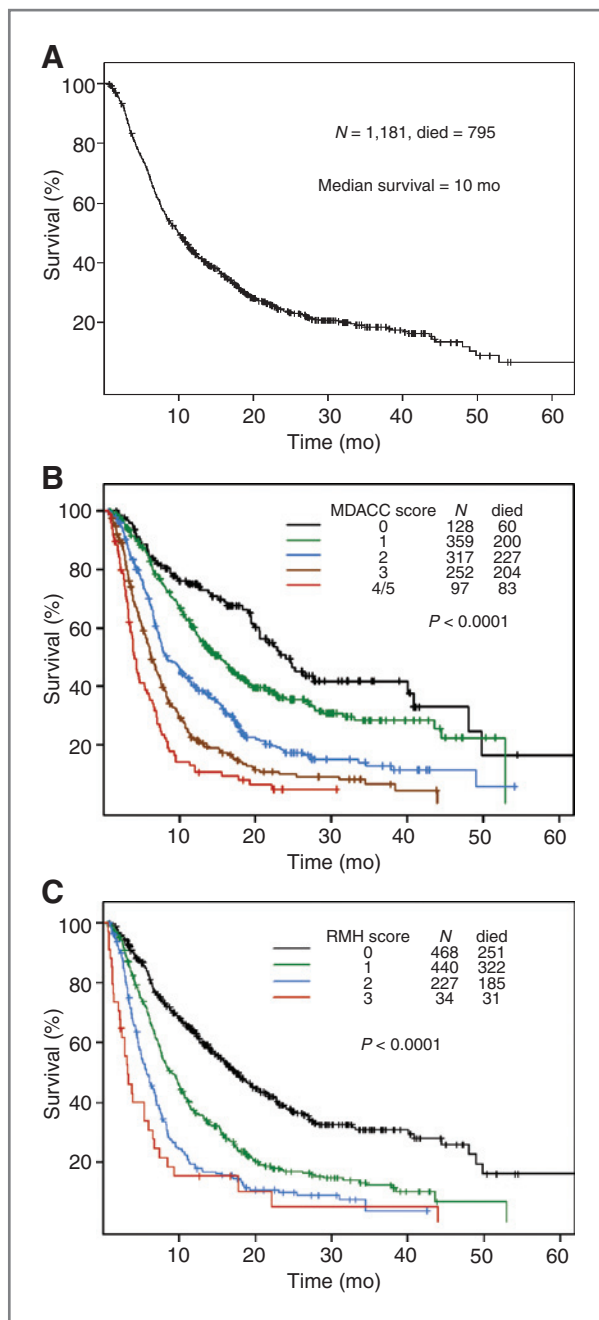 A
100
80
60
40
20
Survival (%)
N = 1,181, died = 795
Median survival = 10 mo
10 20 30 40 50 60
Time (mo)
B
100
80
60
40
20
Survival (%)
MDACC score N died
0 128 60
1 359 200
2 317 227
3 252 204
4/5 97 83
P < 0.0001
10 20 30 40 50 60
Time (mo)
C
100
80
60
40
20
Survival (%)
RMH score N died
0 468 251
1 440 322
2 227 185
3 34 31
P < 0.0001
10 20 30 40 50 60
Time (mo)